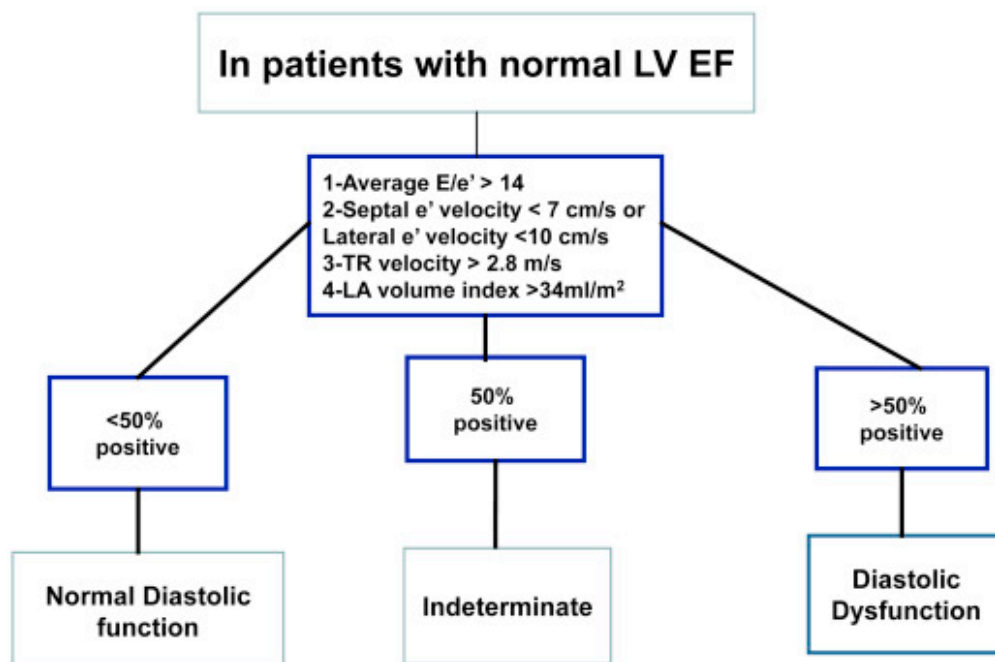 In patients with normal LV EF
1-Average E/e' > 14
2-Septal e' velocity < 7 cm/s or
Lateral e' velocity <10 cm/s
3-TR velocity > 2.8 m/s
4-LA volume index >34ml/m²
<50%
positive
50%
positive
>50%
positive
Normal Diastolic
function
Indeterminate
Diastolic
Dysfunction